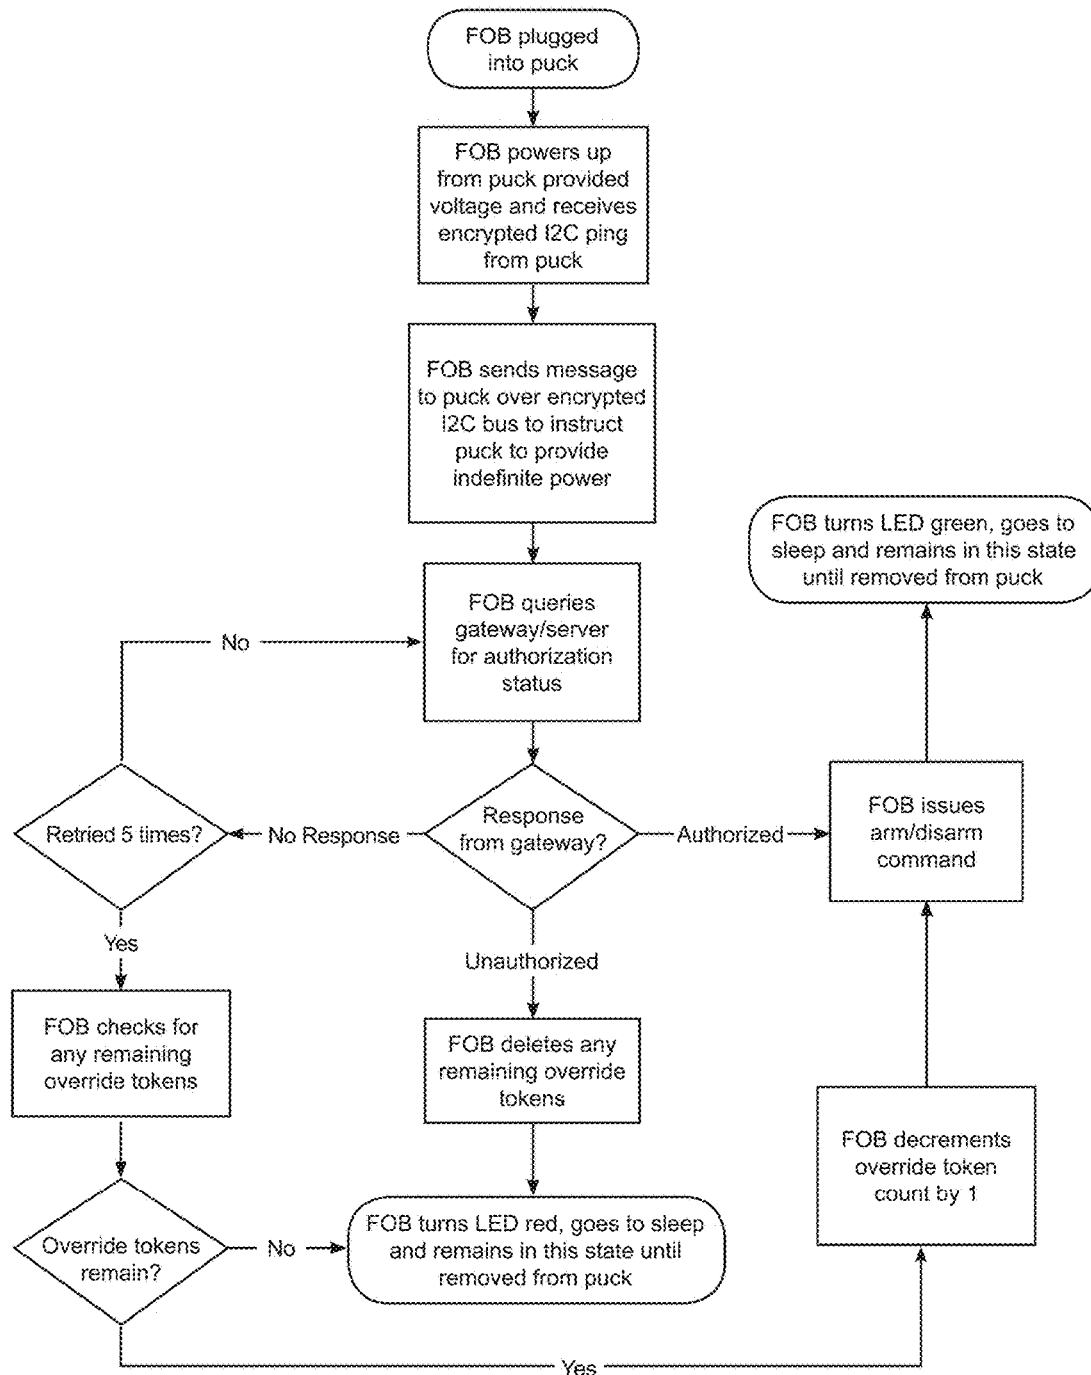 FOB plugged
into puck
FOB powers up
from puck provided
voltage and receives
encrypted I2C ping
from puck
FOB sends message
to puck over encrypted
I2C bus to instruct
puck to provide
indefinite power
FOB turns LED green, goes to
sleep and remains in this state
until removed from puck
FOB queries
gateway/server
for authorization
status
No
Retried 5 times?
No Response
Response
from gateway?
Authorized
FOB issues
arm/disarm
command
Yes
Unauthorized
FOB checks for
any remaining
override tokens
FOB deletes any
remaining override
tokens
FOB decrements
override token
count by 1
Override tokens
remain?
No
FOB turns LED red, goes to sleep
and remains in this state until
removed from puck
Yes